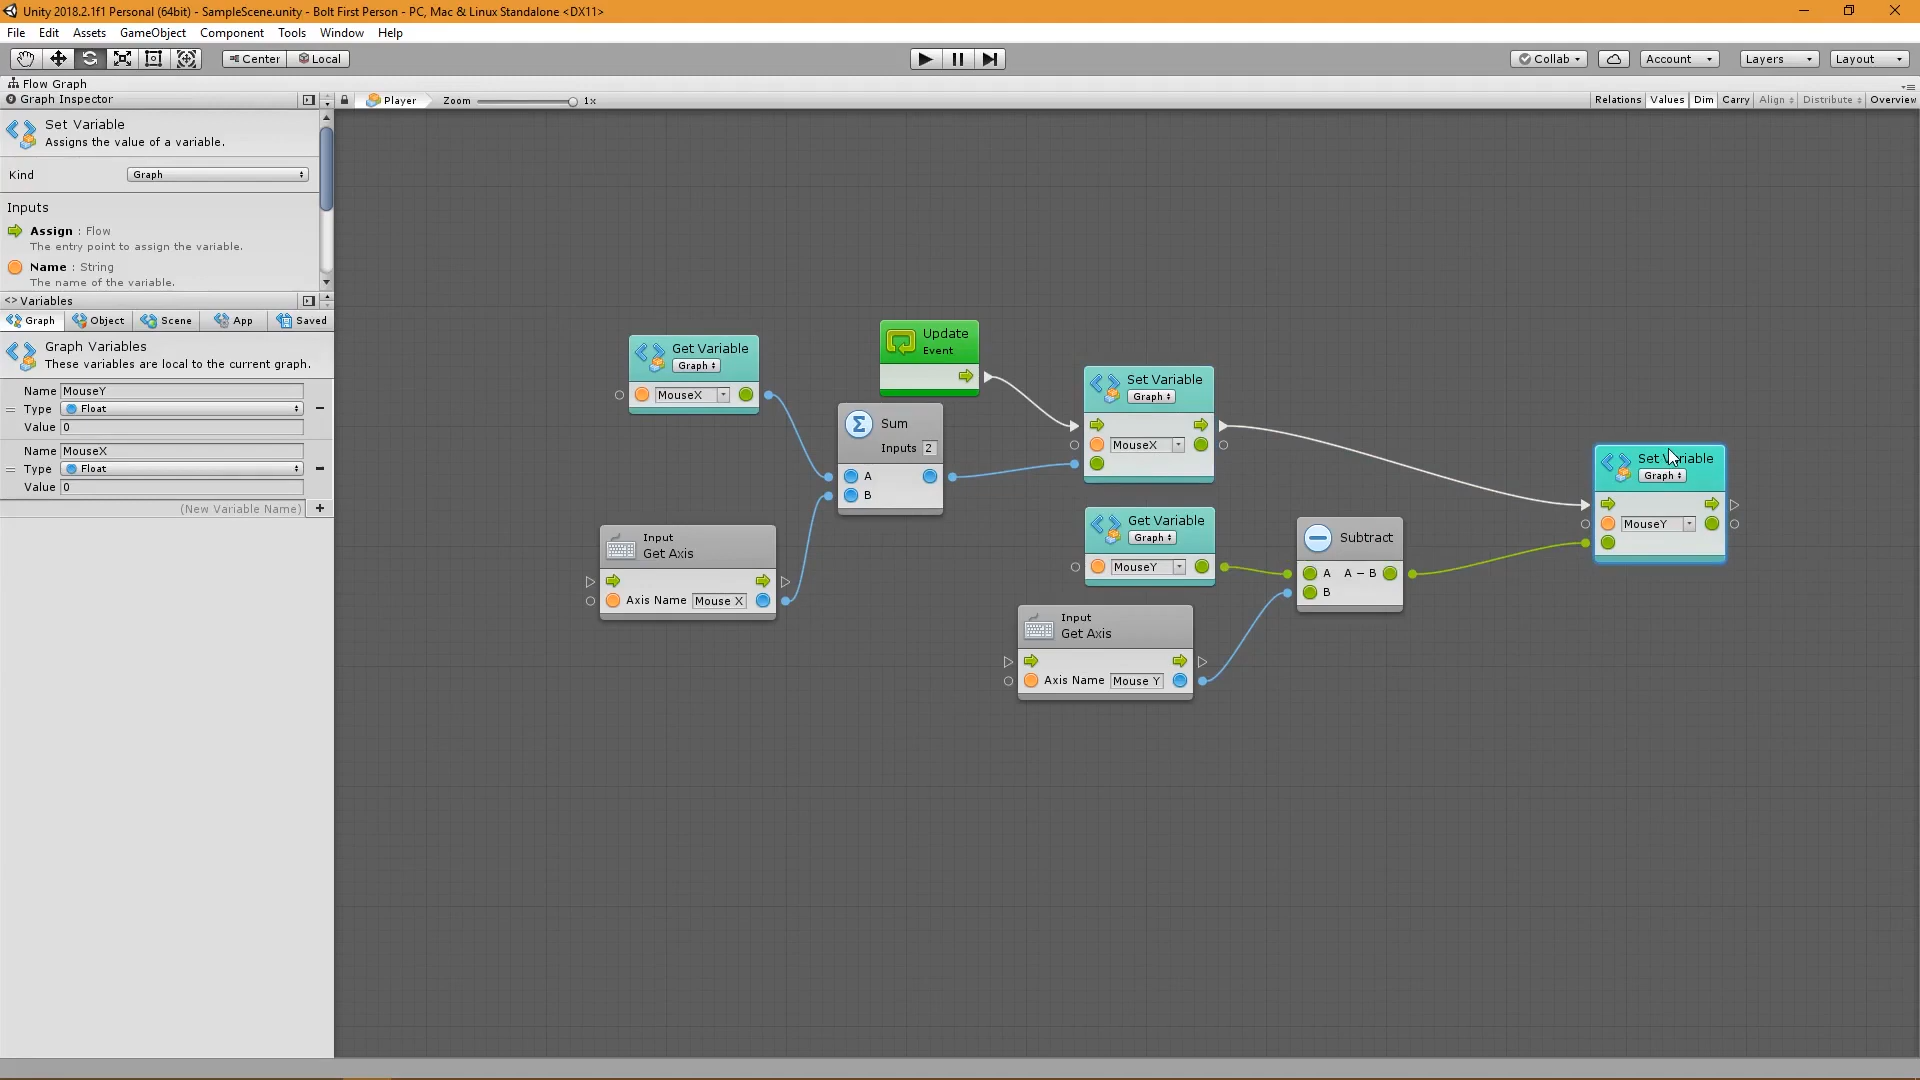 Unity 2018.2.1f1 Personal (64bit) - SampleScene.unity - Bolt First Person - PC, Mac & Linux Standalone <DX11>
File Edit Assets GameObject Component Tools Window Help
Center Local Collab Account Layers Layout
Flow Graph
Graph Inspector Player Zoom 1x Relations Values Dim Carry Align Distribute Overview
Set Variable
Assigns the value of a variable.
Kind Graph
Inputs
Assign : Flow
The entry point to assign the variable.
Name : String
The name of the variable.
<> Variables
Graph Object Scene App Saved
Graph Variables
These variables are local to the current graph.
Name MouseY
Type Float
Value 0
Name MouseX
Type Float
Value 0
(New Variable Name)
Get Variable
Graph
MouseX
Update
Event
Sum
Inputs 2
A
B
Input
Get Axis
Axis Name Mouse X
Set Variable
Graph
MouseX
Get Variable
Graph
MouseY
Input
Get Axis
Axis Name Mouse Y
Subtract
A A − B
B
Set Variable
Graph
MouseY